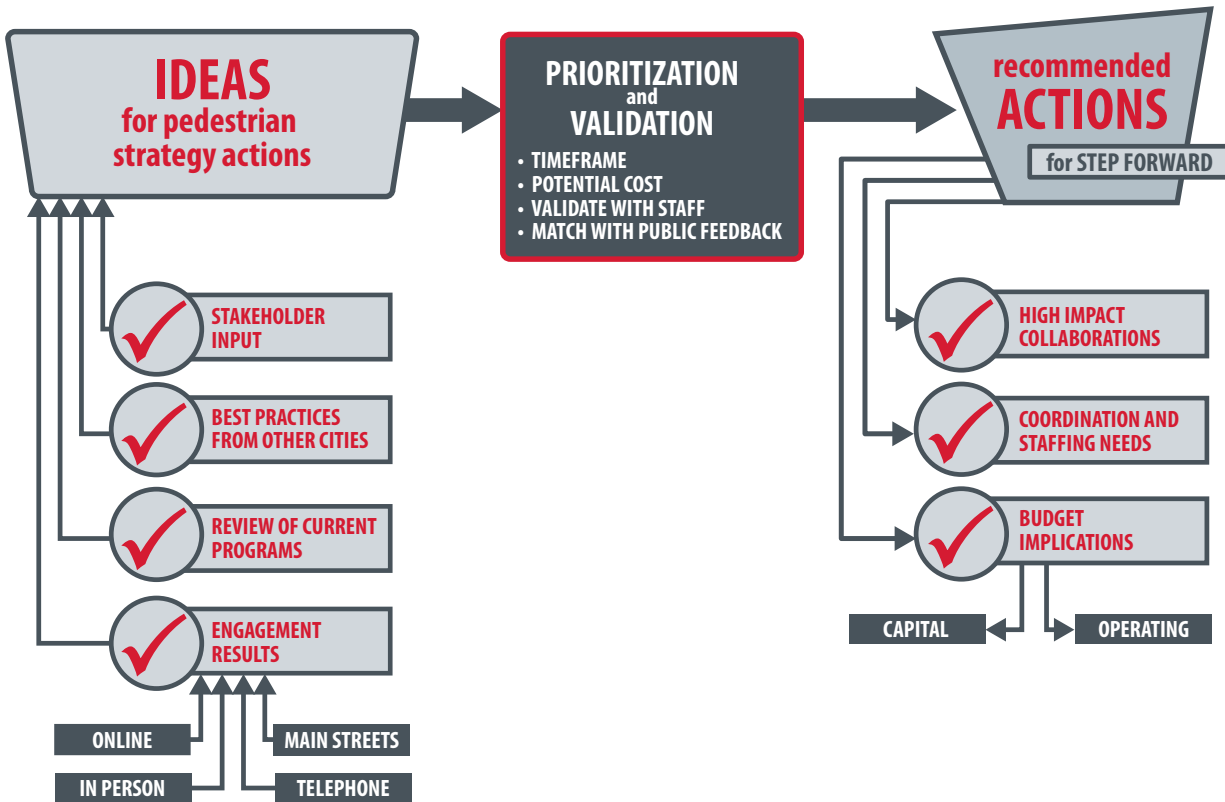 IDEAS
for pedestrian
strategy actions
PRIORITIZATION
and
VALIDATION
• TIMEFRAME
• POTENTIAL COST
• VALIDATE WITH STAFF
• MATCH WITH PUBLIC FEEDBACK
recommended
ACTIONS
for STEP FORWARD
STAKEHOLDER
INPUT
BEST PRACTICES
FROM OTHER CITIES
REVIEW OF CURRENT
PROGRAMS
ENGAGEMENT
RESULTS
ONLINE
MAIN STREETS
IN PERSON
TELEPHONE
HIGH IMPACT
COLLABORATIONS
COORDINATION AND
STAFFING NEEDS
BUDGET
IMPLICATIONS
CAPITAL
OPERATING